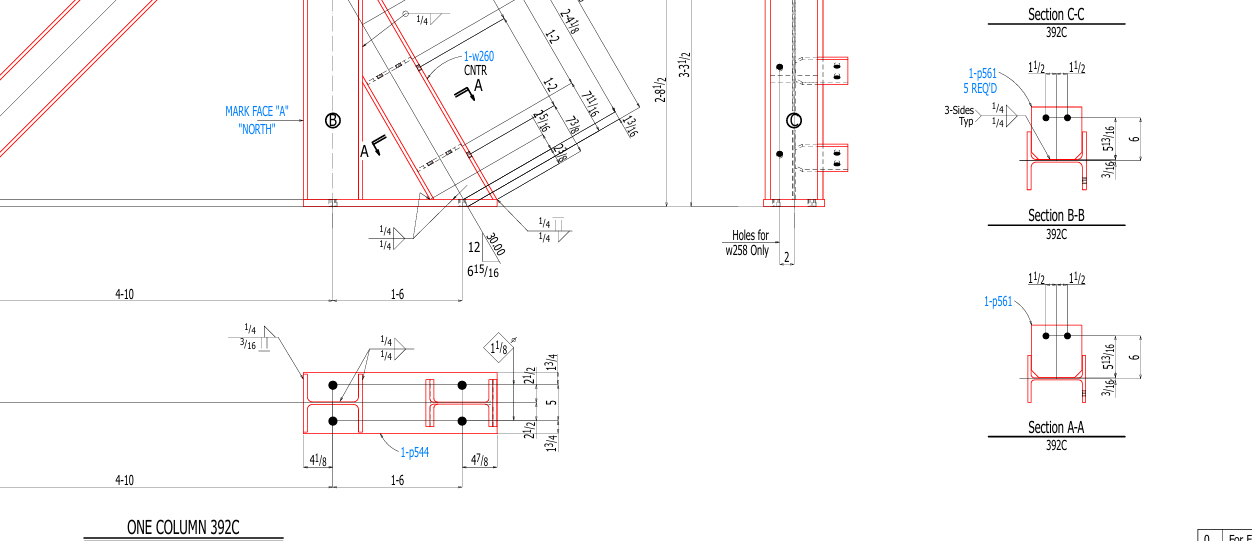 Section C-C
392C
1/4
2-4 1/8
1-2
1-w260
CNTR
A
1-2
7 11/16
7 3/8
13/16
2 5/16
2 3/8
A
MARK FACE "A"
"NORTH"
B
2-8 1/2
3-3 1/2
C
1 1/2
1 1/2
1-p561
5 REQ'D
3-Sides
Typ
1/4
1/4
5 13/16
6
3/16
Section B-B
392C
1/4
1/4
1/4
1/4
12
30.00
6 15/16
Holes for
w258 Only
2
4-10
1-6
1 1/2
1 1/2
1-p561
5 13/16
6
3/16
Section A-A
392C
1/4
3/16
1/4
1/4
1 1/8
1 3/4
2 1/2
5
2 1/2
1 3/4
1-p544
4 1/8
4 7/8
4-10
1-6
ONE COLUMN 392C
0